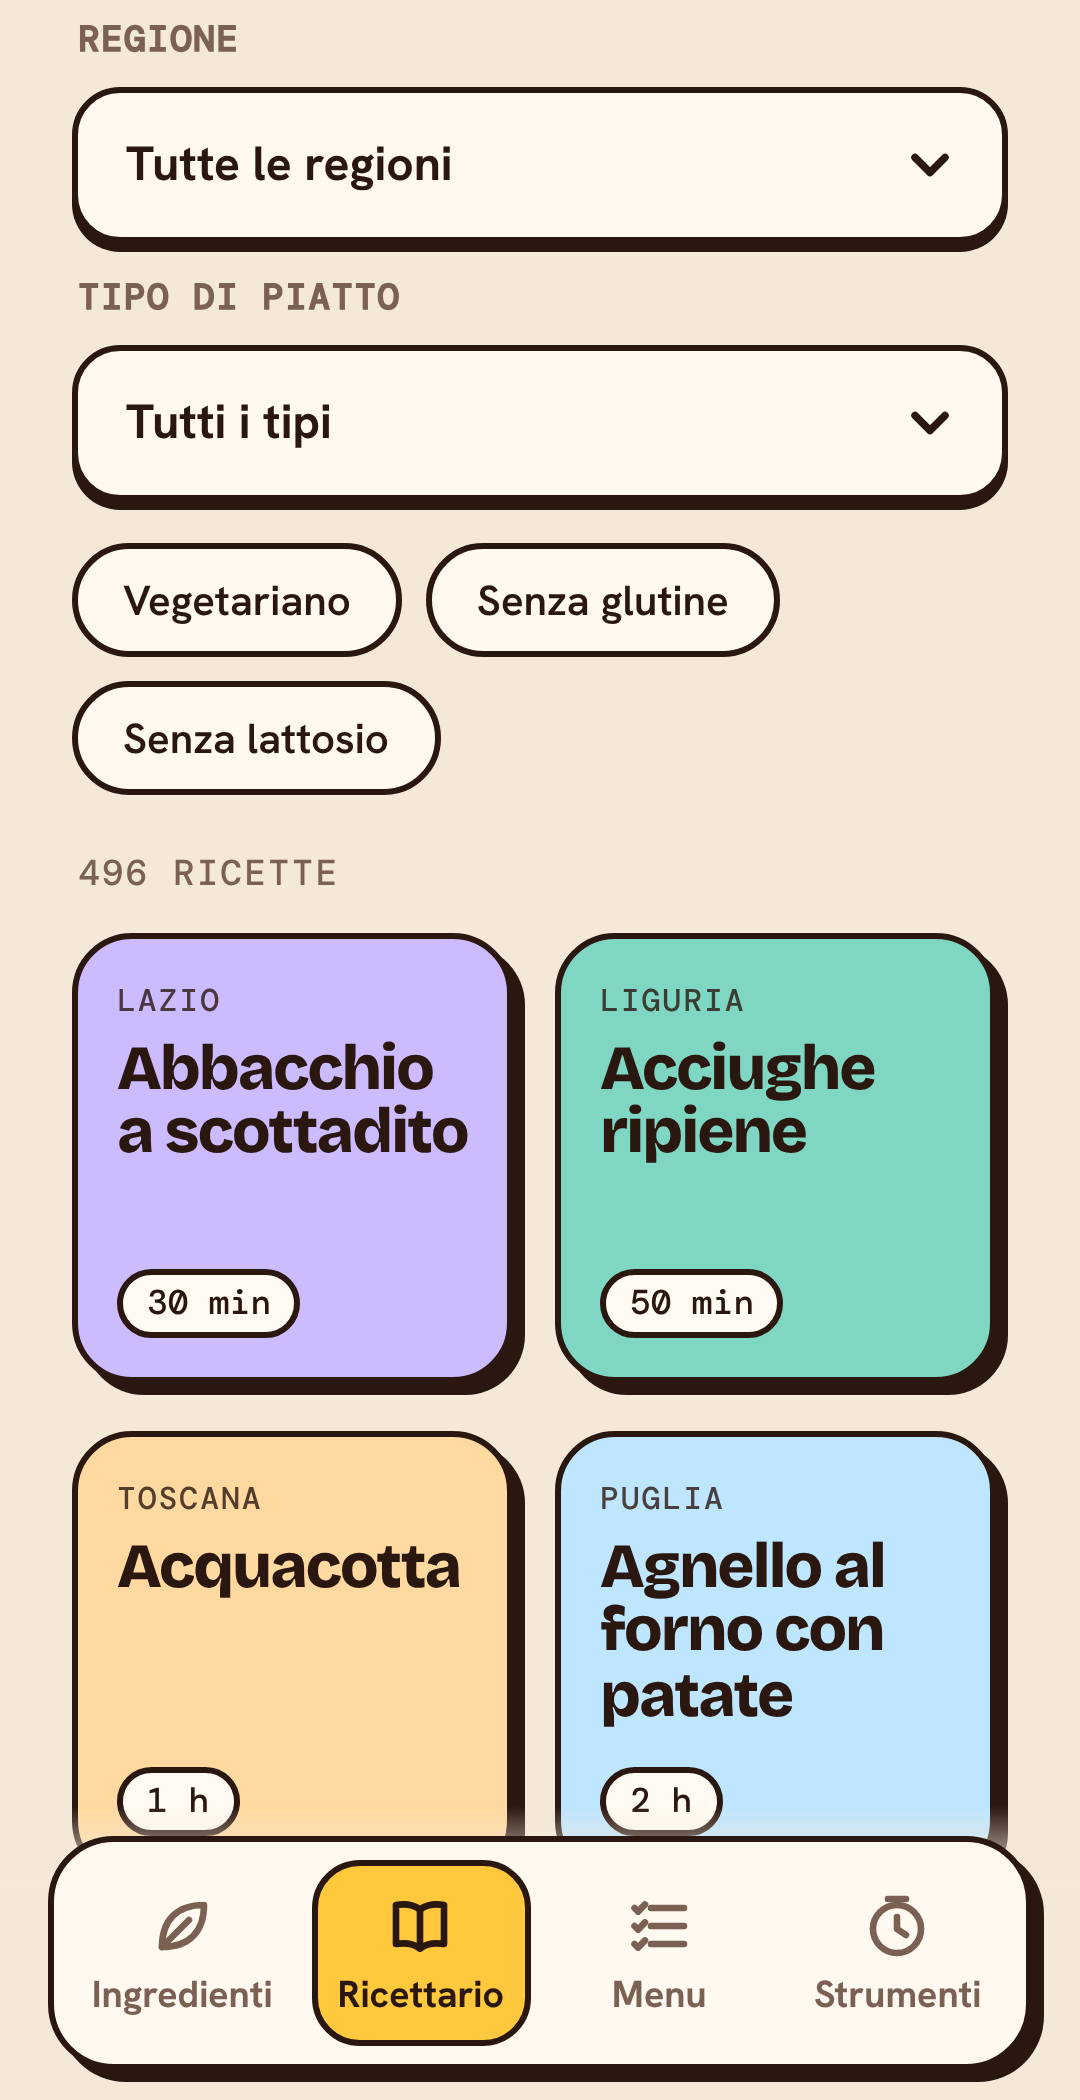 REGIONE
Tutte le regioni
TIPO DI PIATTO
Tutti i tipi
Vegetariano
Senza glutine
Senza lattosio
496 RICETTE
LAZIO
Abbacchio
a scottadito
30 min
LIGURIA
Acciughe
ripiene
50 min
TOSCANA
Acquacotta
1 h
PUGLIA
Agnello al
forno con
patate
2 h
Ingredienti
Ricettario
Menu
Strumenti